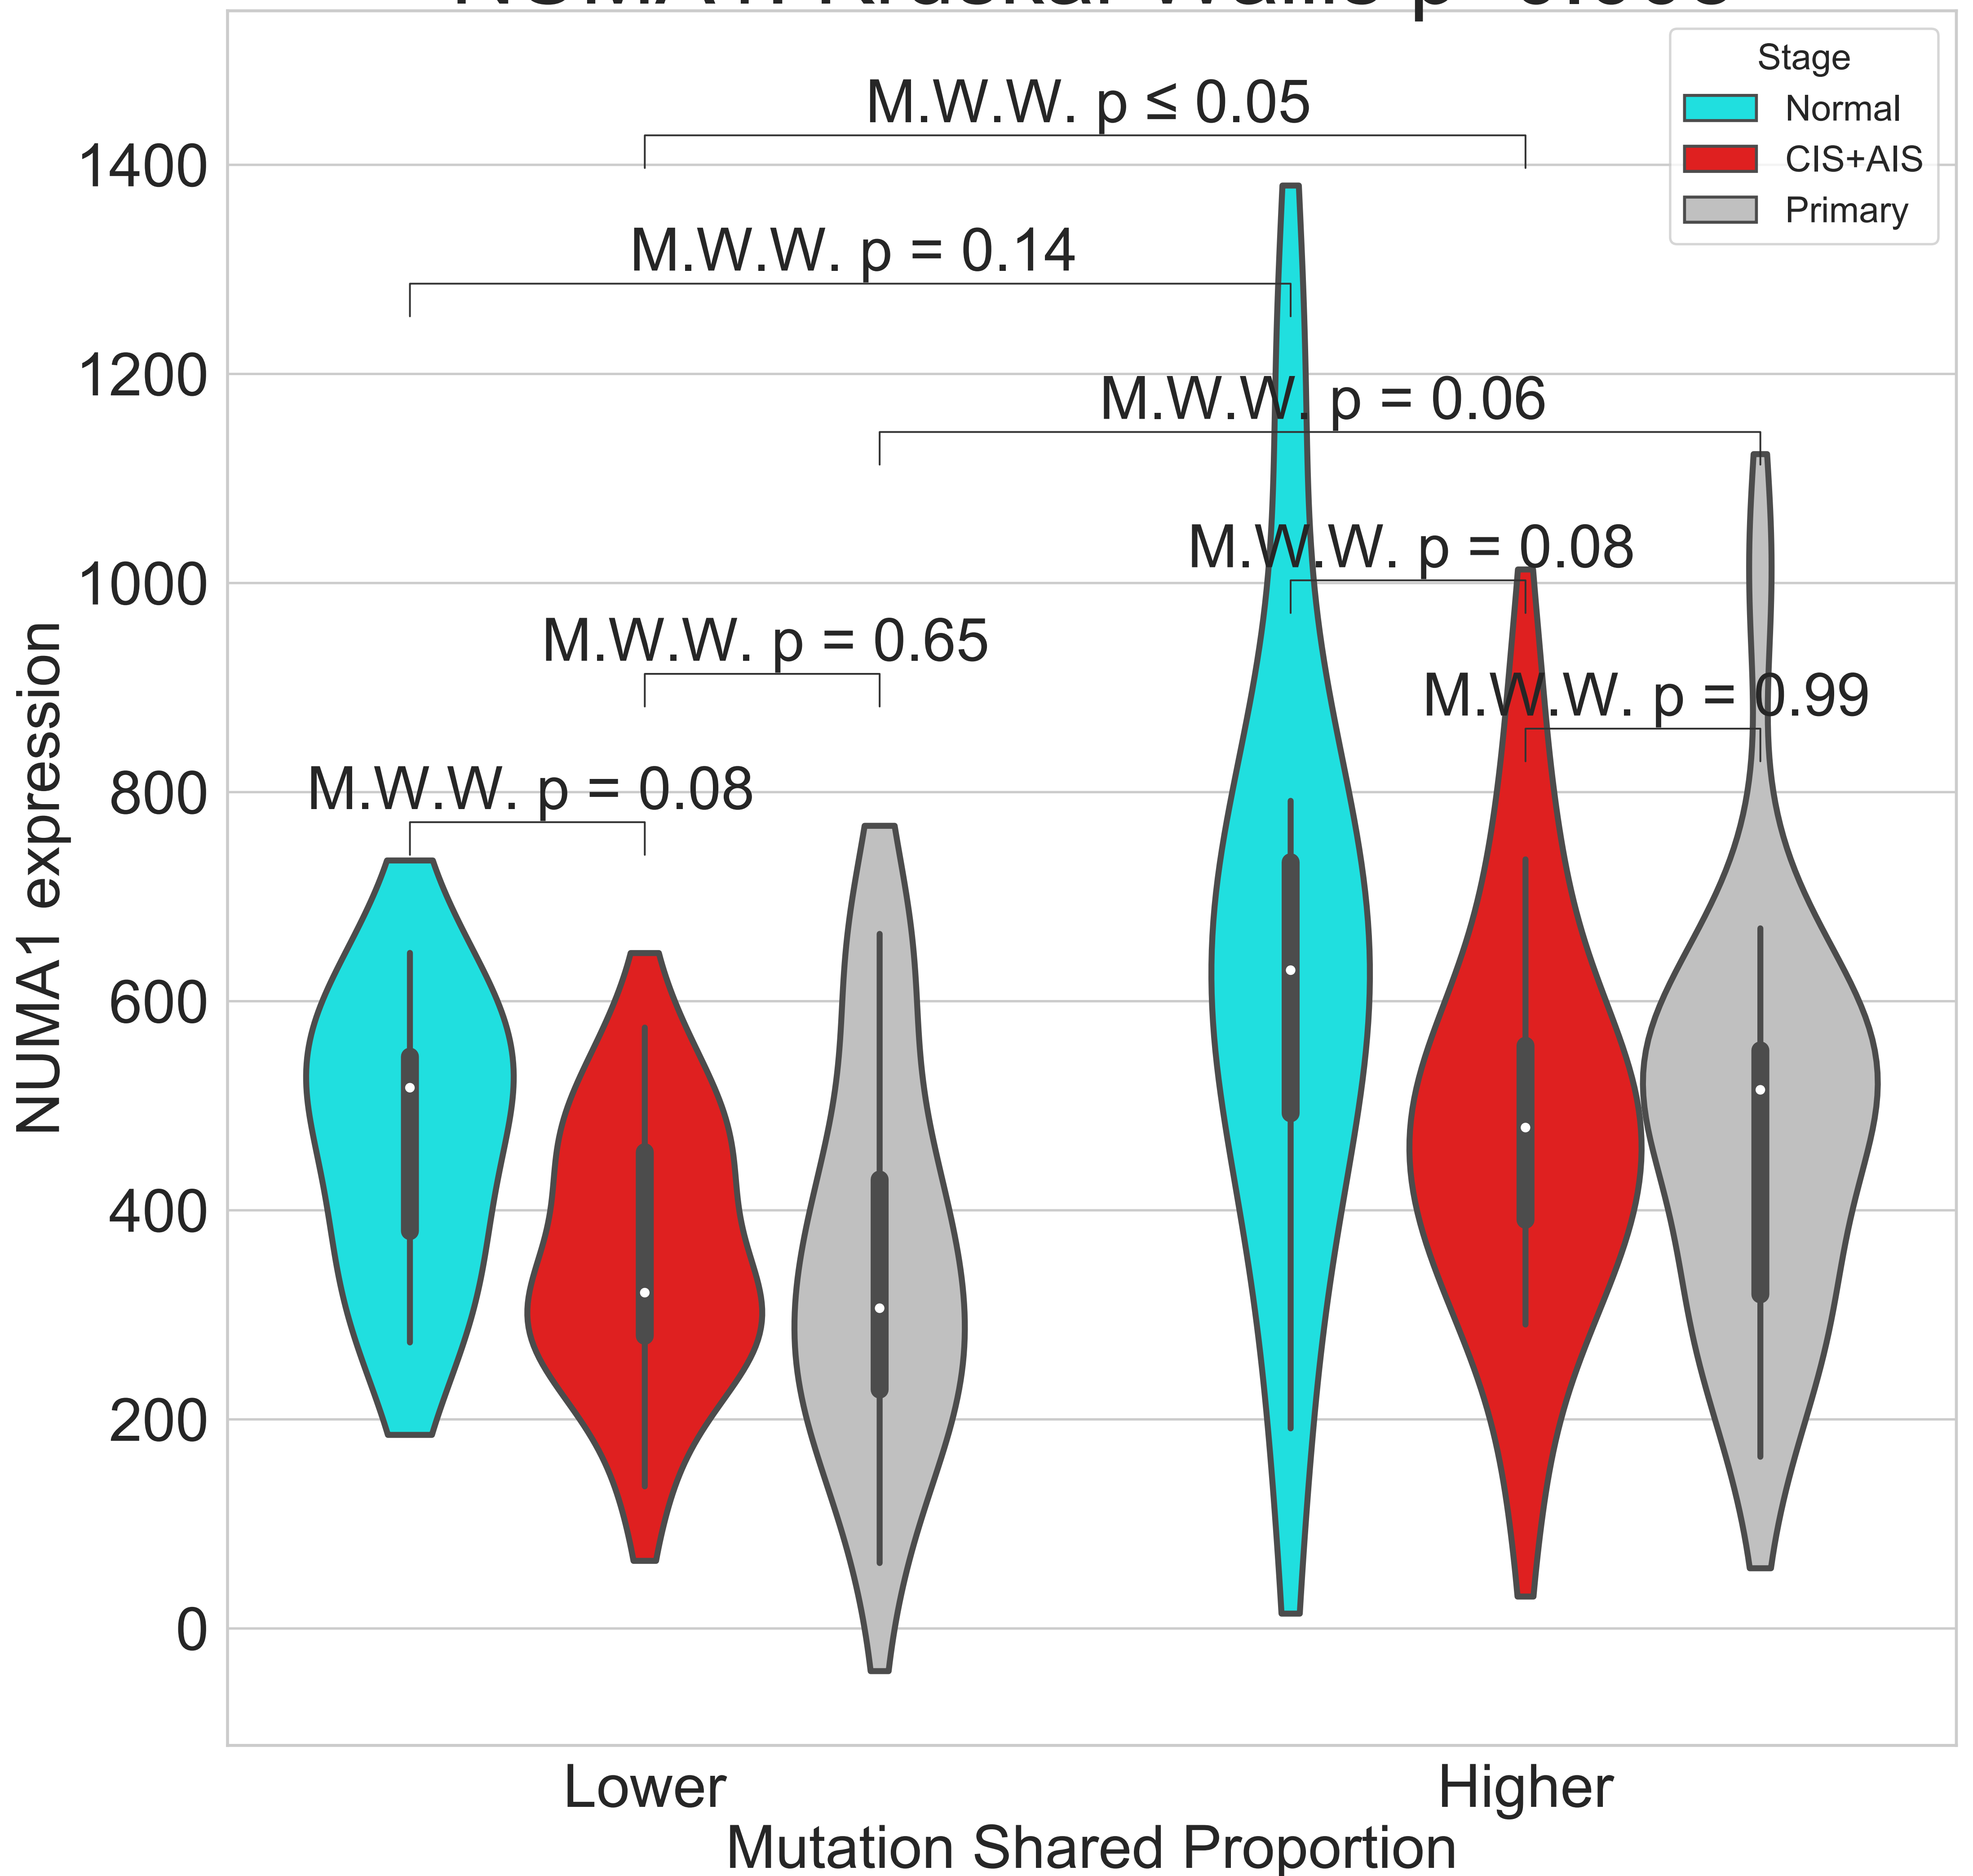 Stage
Normal
CIS+AIS
Primary
M.W.W. p ≤ 0.05
M.W.W. p = 0.14
M.W.W. p = 0.06
M.W.W. p = 0.08
M.W.W. p = 0.65
M.W.W. p = 0.99
M.W.W. p = 0.08
1400
1200
1000
800
600
400
200
0
NUMA1 expression
Lower
Higher
Mutation Shared Proportion